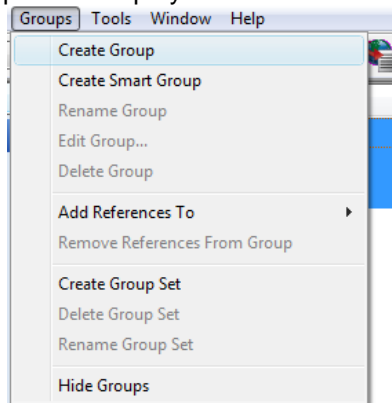 Groups Tools Window Help
Create Group
Create Smart Group
Rename Group
Edit Group...
Delete Group
Add References To
Remove References From Group
Create Group Set
Delete Group Set
Rename Group Set
Hide Groups